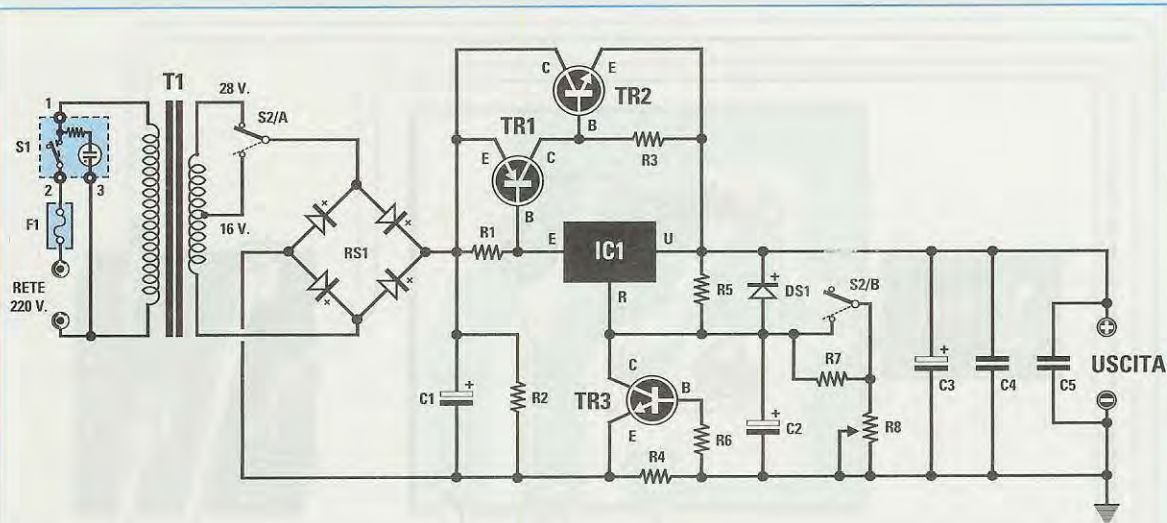 T1
28 V.
S2/A
16 V.
1
S1
2
3
F1
RETE
220 V.
RS1
C
E
TR2
B
TR1
E
C
B
R3
R1
E
IC1
U
R
R5
DS1
+
S2/B
R7
C1
+
R2
C
TR3
B
E
R6
R4
C2
+
R8
C3
+
C4
C5
+
USCITA
-